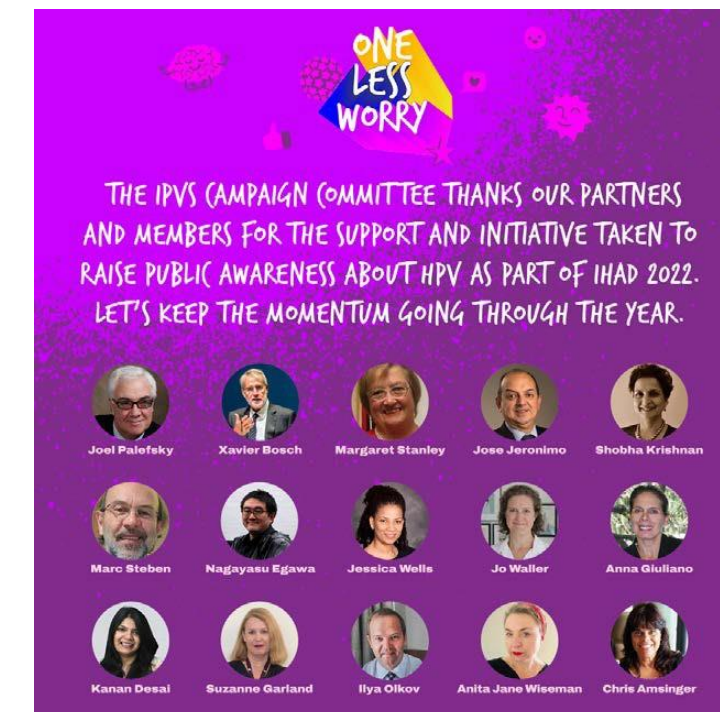 ONE
LESS
WORRY
THE IPVS CAMPAIGN COMMITTEE THANKS OUR PARTNERS
AND MEMBERS FOR THE SUPPORT AND INITIATIVE TAKEN TO
RAISE PUBLIC AWARENESS ABOUT HPV AS PART OF IHAD 2022.
LET'S KEEP THE MOMENTUM GOING THROUGH THE YEAR.
Joel Palefsky Xavier Bosch Margaret Stanley Jose Jeronimo Shobha Krishnan
Marc Steben Nagayasu Egawa Jessica Wells Jo Waller Anna Giuliano
Kanan Desai Suzanne Garland Ilya Olkov Anita Jane Wiseman Chris Amsinger